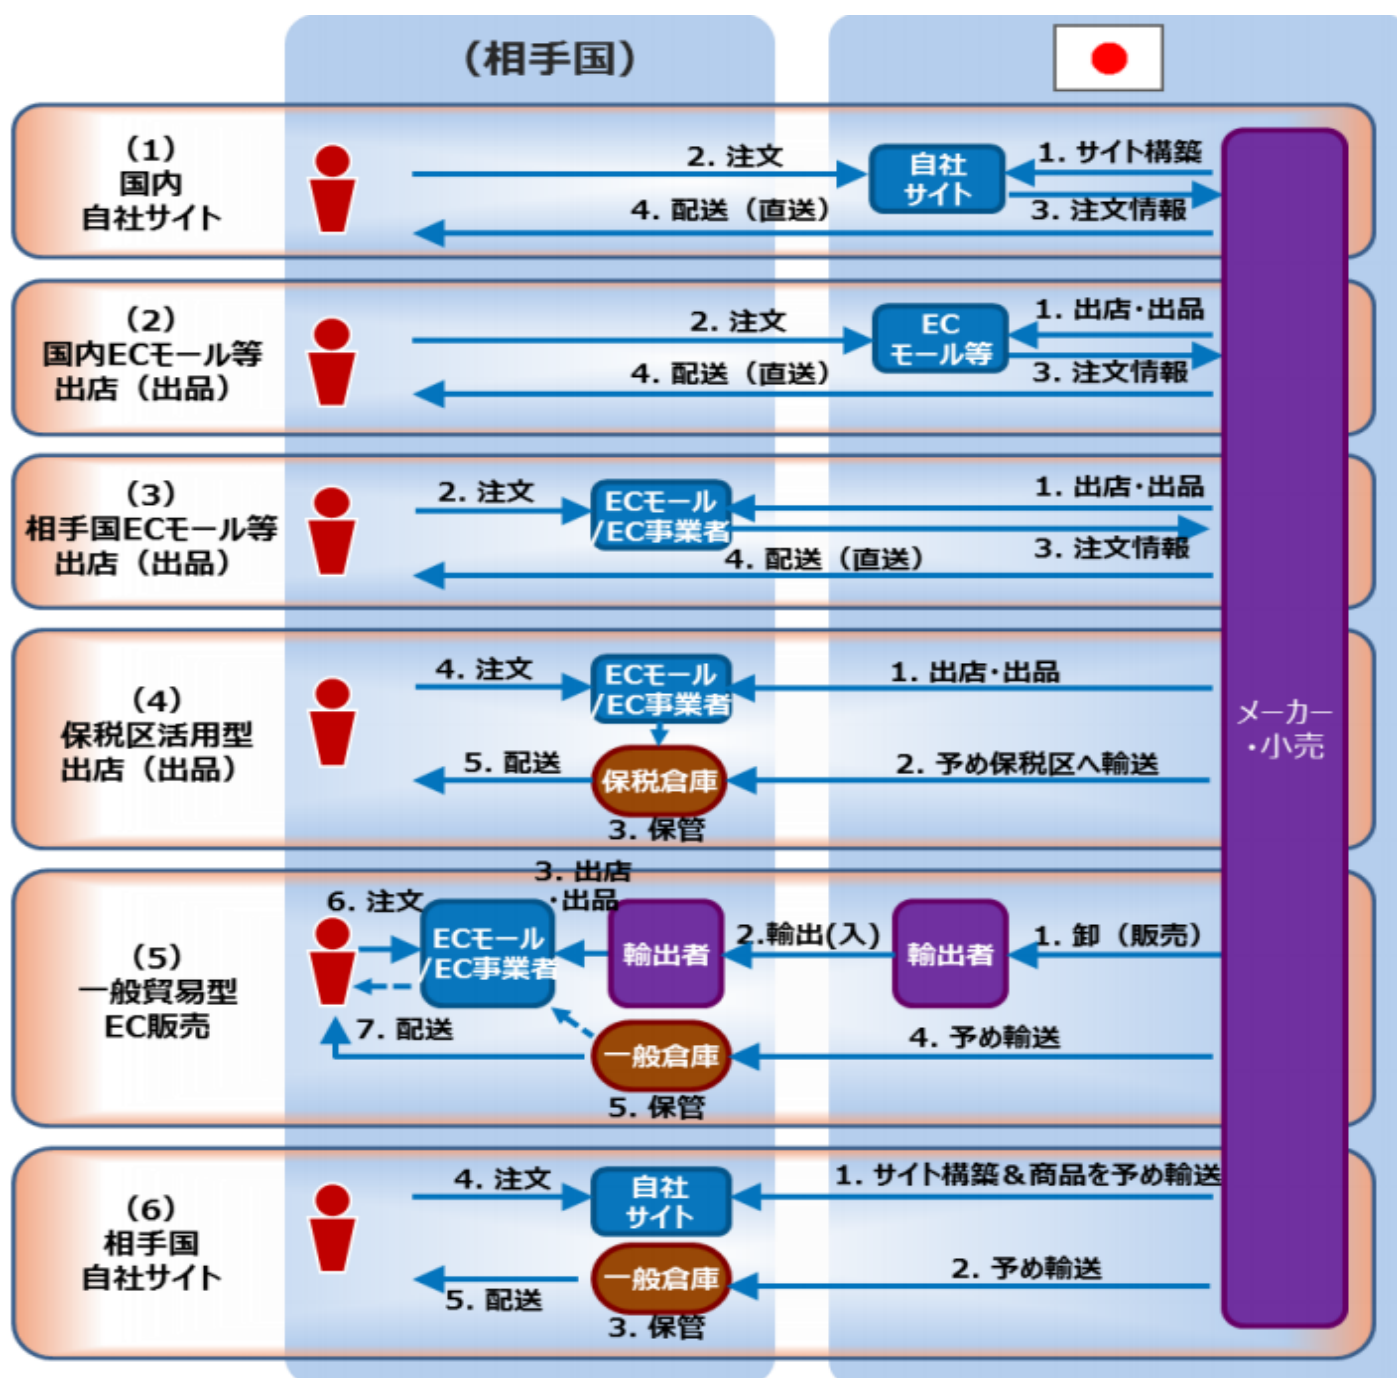 （相手国）
（1）
国内
自社サイト
2. 注文
自社
サイト
1. サイト構築
4. 配送（直送）
3. 注文情報
（2）
国内ECモール等
出店（出品）
2. 注文
EC
モール等
1. 出店・出品
4. 配送（直送）
3. 注文情報
（3）
相手国ECモール等
出店（出品）
2. 注文
ECモール
/EC事業者
1. 出店・出品
4. 配送（直送）
3. 注文情報
（4）
保税区活用型
出店（出品）
4. 注文
ECモール
/EC事業者
1. 出店・出品
5. 配送
保税倉庫
2. 予め保税区へ輸送
3. 保管
メーカー
・小売
（5）
一般貿易型
EC販売
6. 注文
ECモール
/EC事業者
3. 出店
・出品
輸出者
2.輸出(入)
輸出者
1. 卸（販売）
7. 配送
一般倉庫
4. 予め輸送
5. 保管
（6）
相手国
自社サイト
4. 注文
自社
サイト
1. サイト構築＆商品を予め輸送
5. 配送
一般倉庫
2. 予め輸送
3. 保管